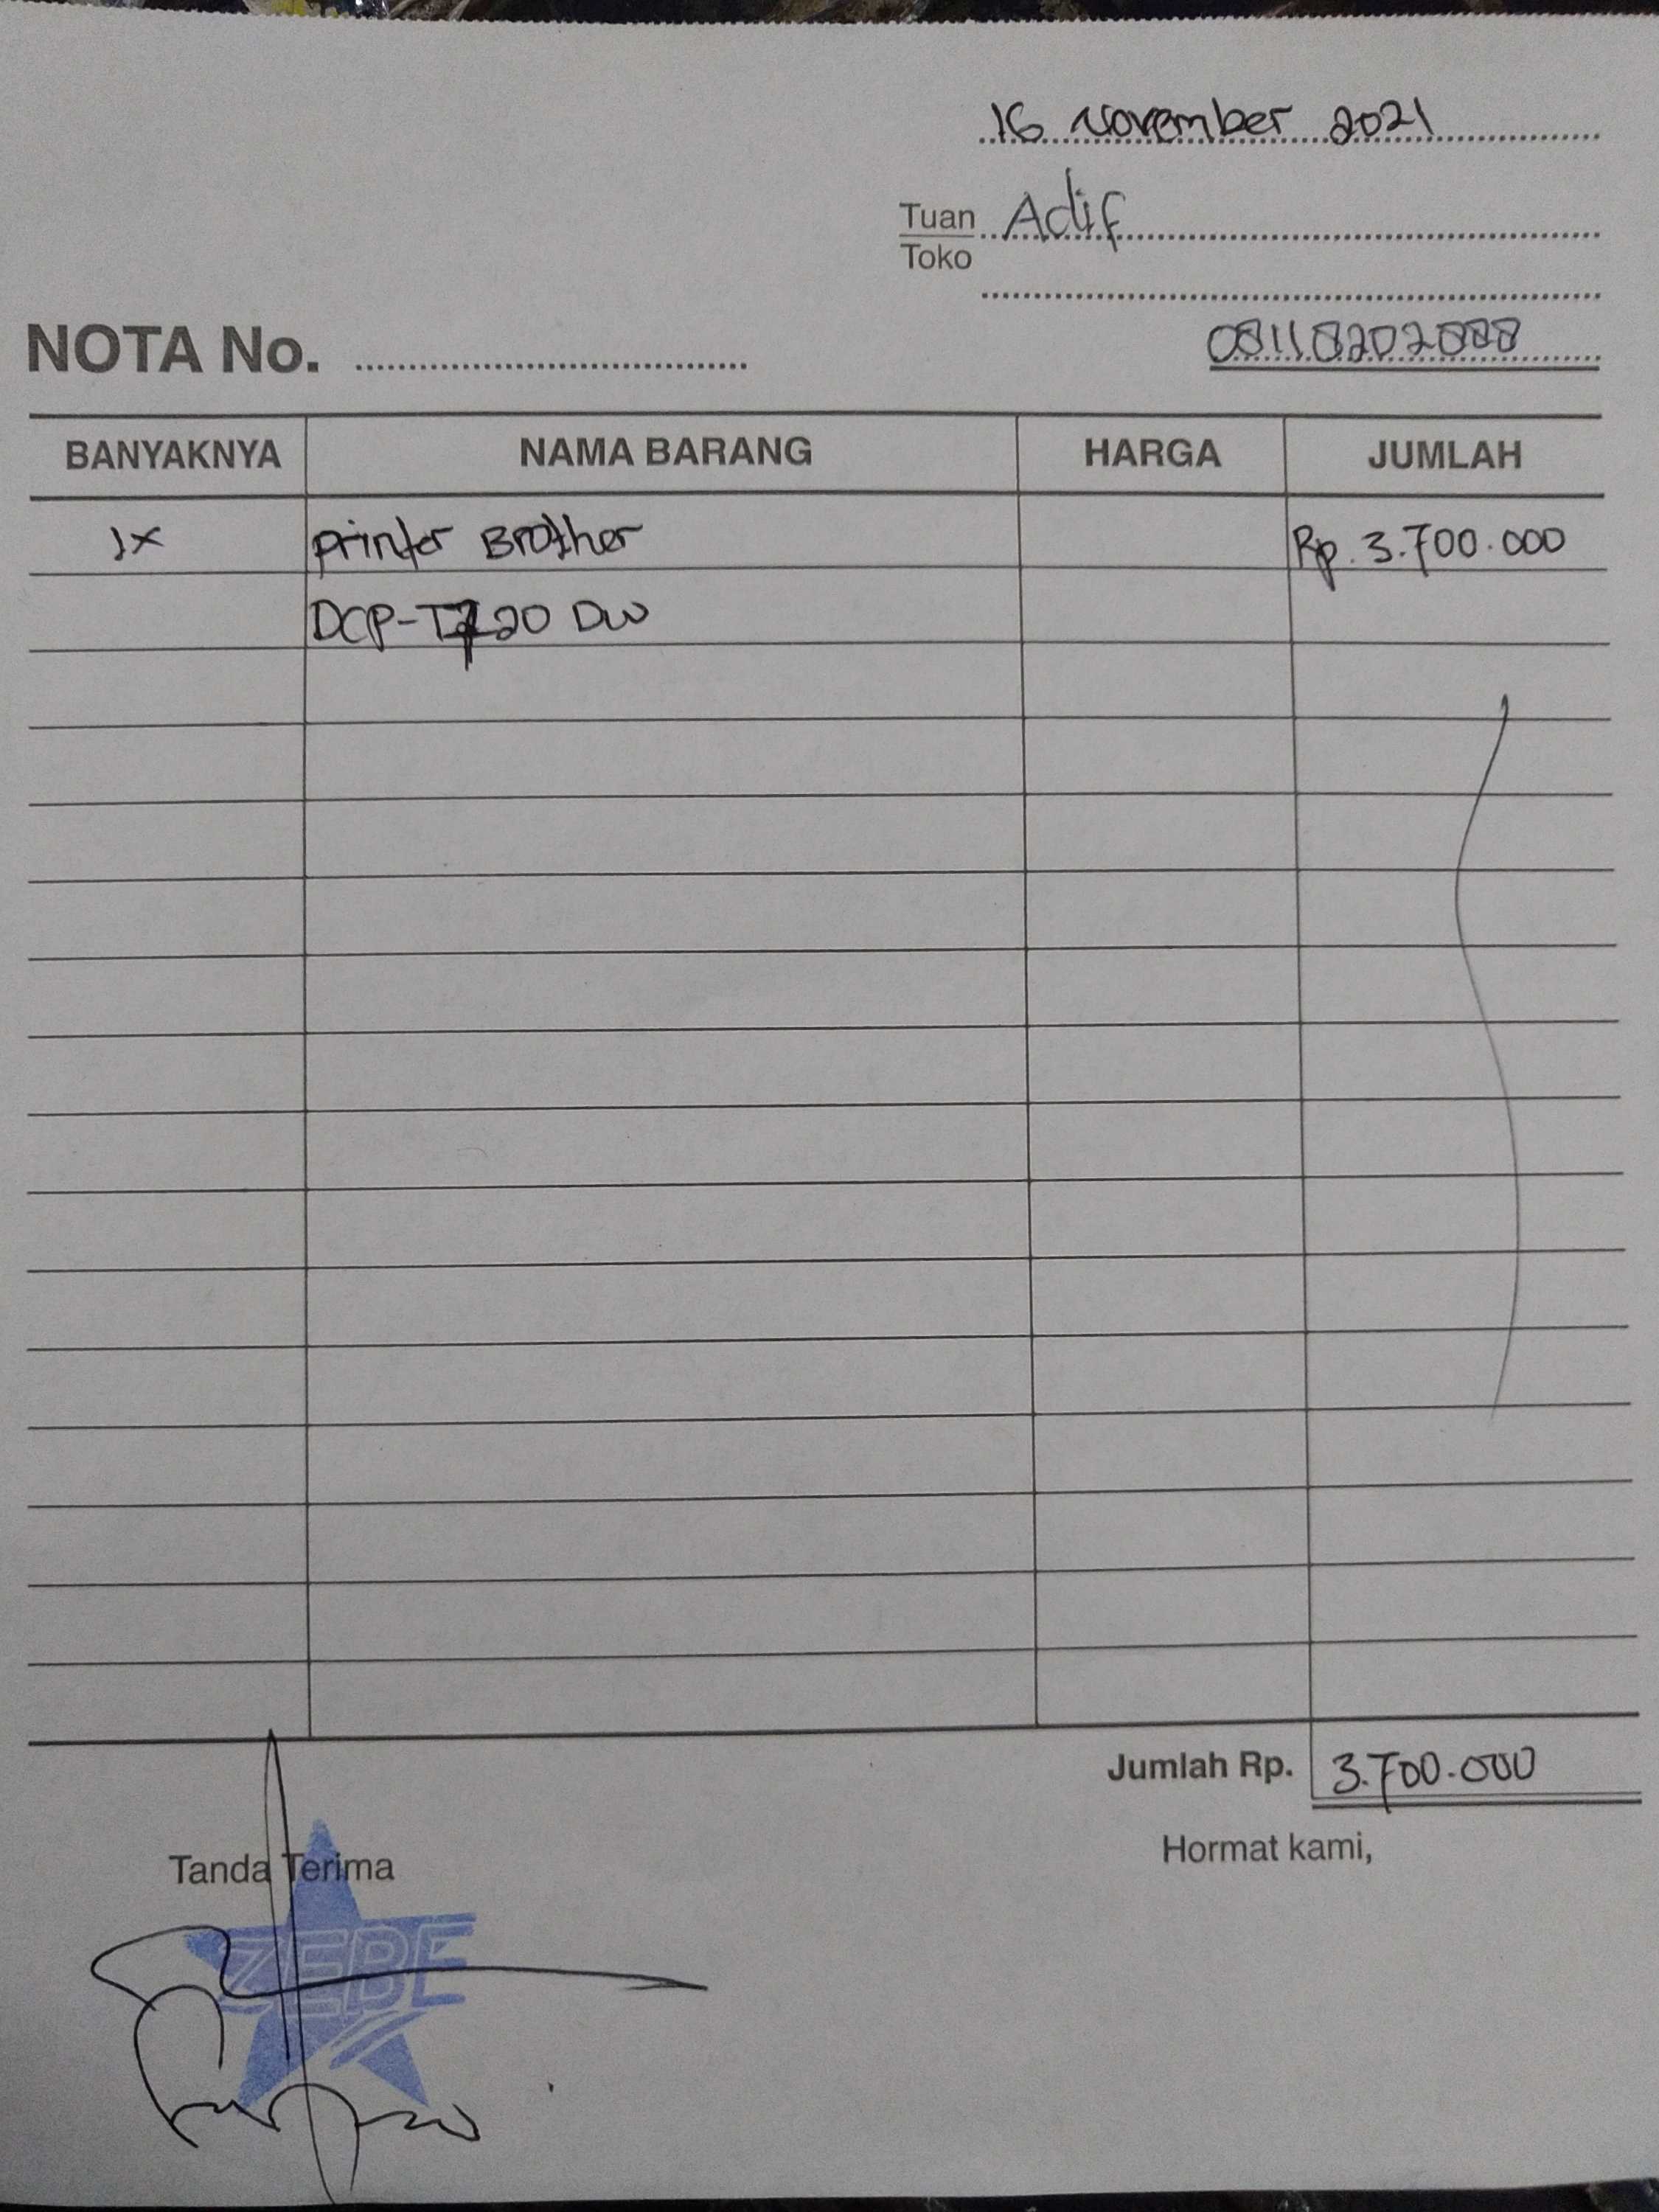 16 November 2021
Tuan Adif
Toko
NOTA No.
08118202888
BANYAKNYA NAMA BARANG HARGA JUMLAH
1x Printer Brother Rp. 3.700.000
DCP-T720 DW
Jumlah Rp. 3.700.000
Tanda Terima Hormat kami,
ZEBE